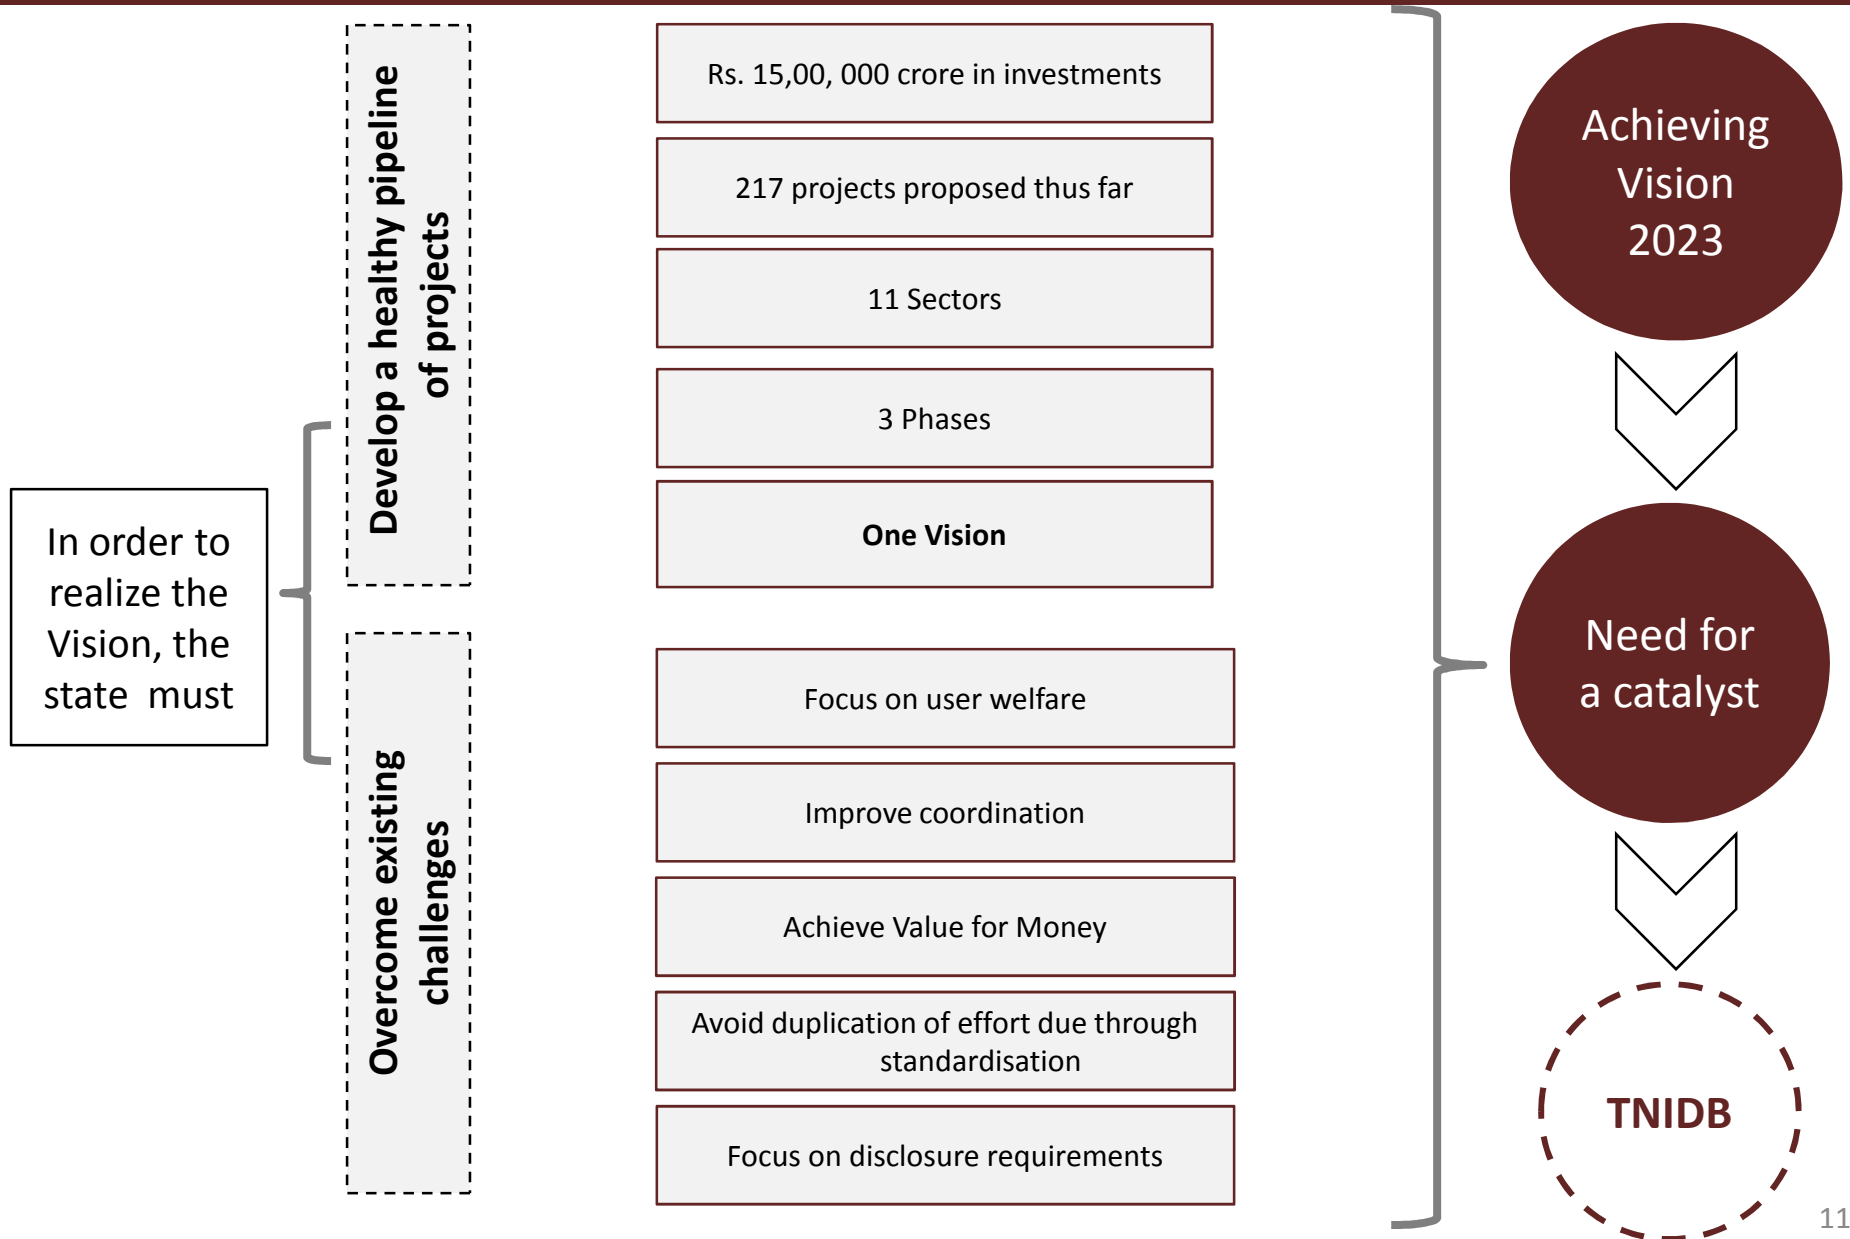 In order to
realize the
Vision, the
state  must
Develop a healthy pipeline
of projects
Rs. 15,00, 000 crore in investments
217 projects proposed thus far
11 Sectors
3 Phases
One Vision
Overcome existing
challenges
Focus on user welfare
Improve coordination
Achieve Value for Money
Avoid duplication of effort due through
standardisation
Focus on disclosure requirements
Achieving
Vision
2023
Need for
a catalyst
TNIDB
11